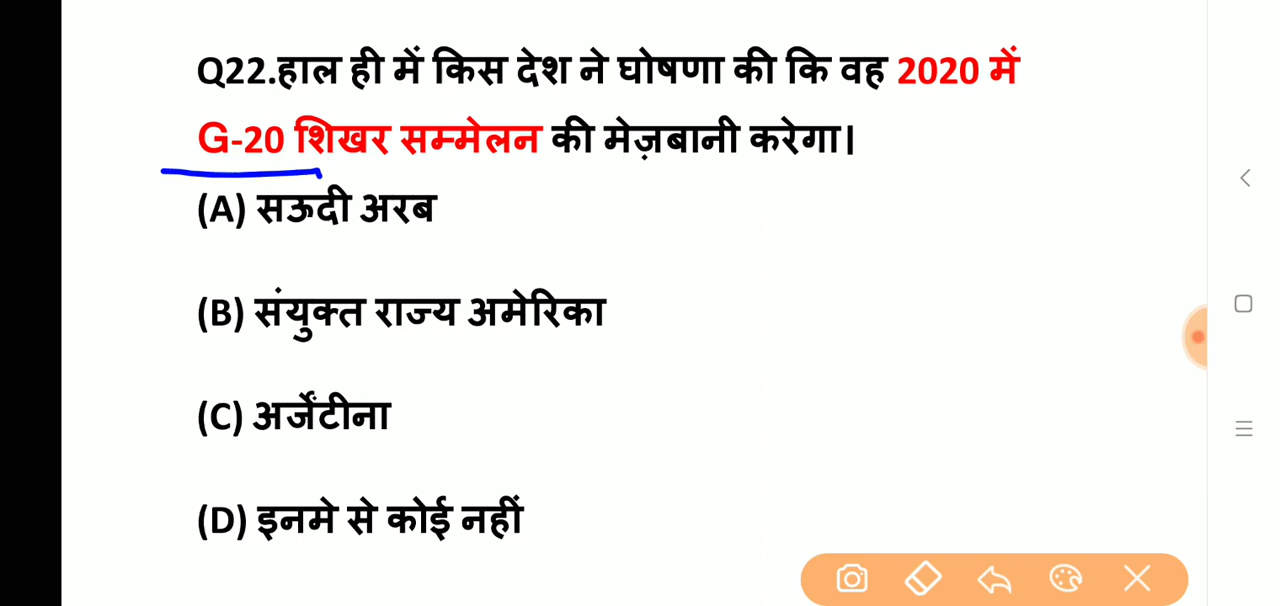 Q22.हाल ही में किस देश ने घोषणा की कि वह 2020 में
G-20 शिखर सम्मेलन की मेज़बानी करेगा।
(A) सऊदी अरब
(B) संयुक्त राज्य अमेरिका
(C) अर्जेंटीना
(D) इनमे से कोई नहीं